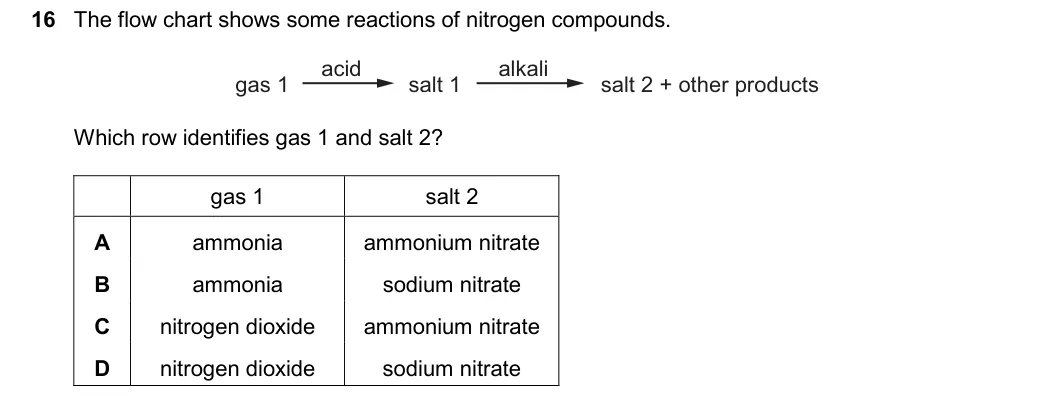 16 The flow chart shows some reactions of nitrogen compounds.
acid alkali
gas 1 salt 1 salt 2 + other products
Which row identifies gas 1 and salt 2?
gas 1 salt 2
A ammonia ammonium nitrate
B ammonia sodium nitrate
C nitrogen dioxide ammonium nitrate
D nitrogen dioxide sodium nitrate